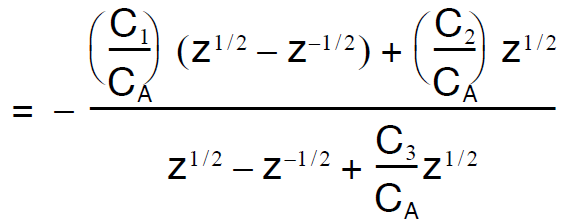 = − ( (C₁/C_A) (z^{1/2} − z^{−1/2}) + (C₂/C_A) z^{1/2} ) / ( z^{1/2} − z^{−1/2} + (C₃/C_A) z^{1/2} )